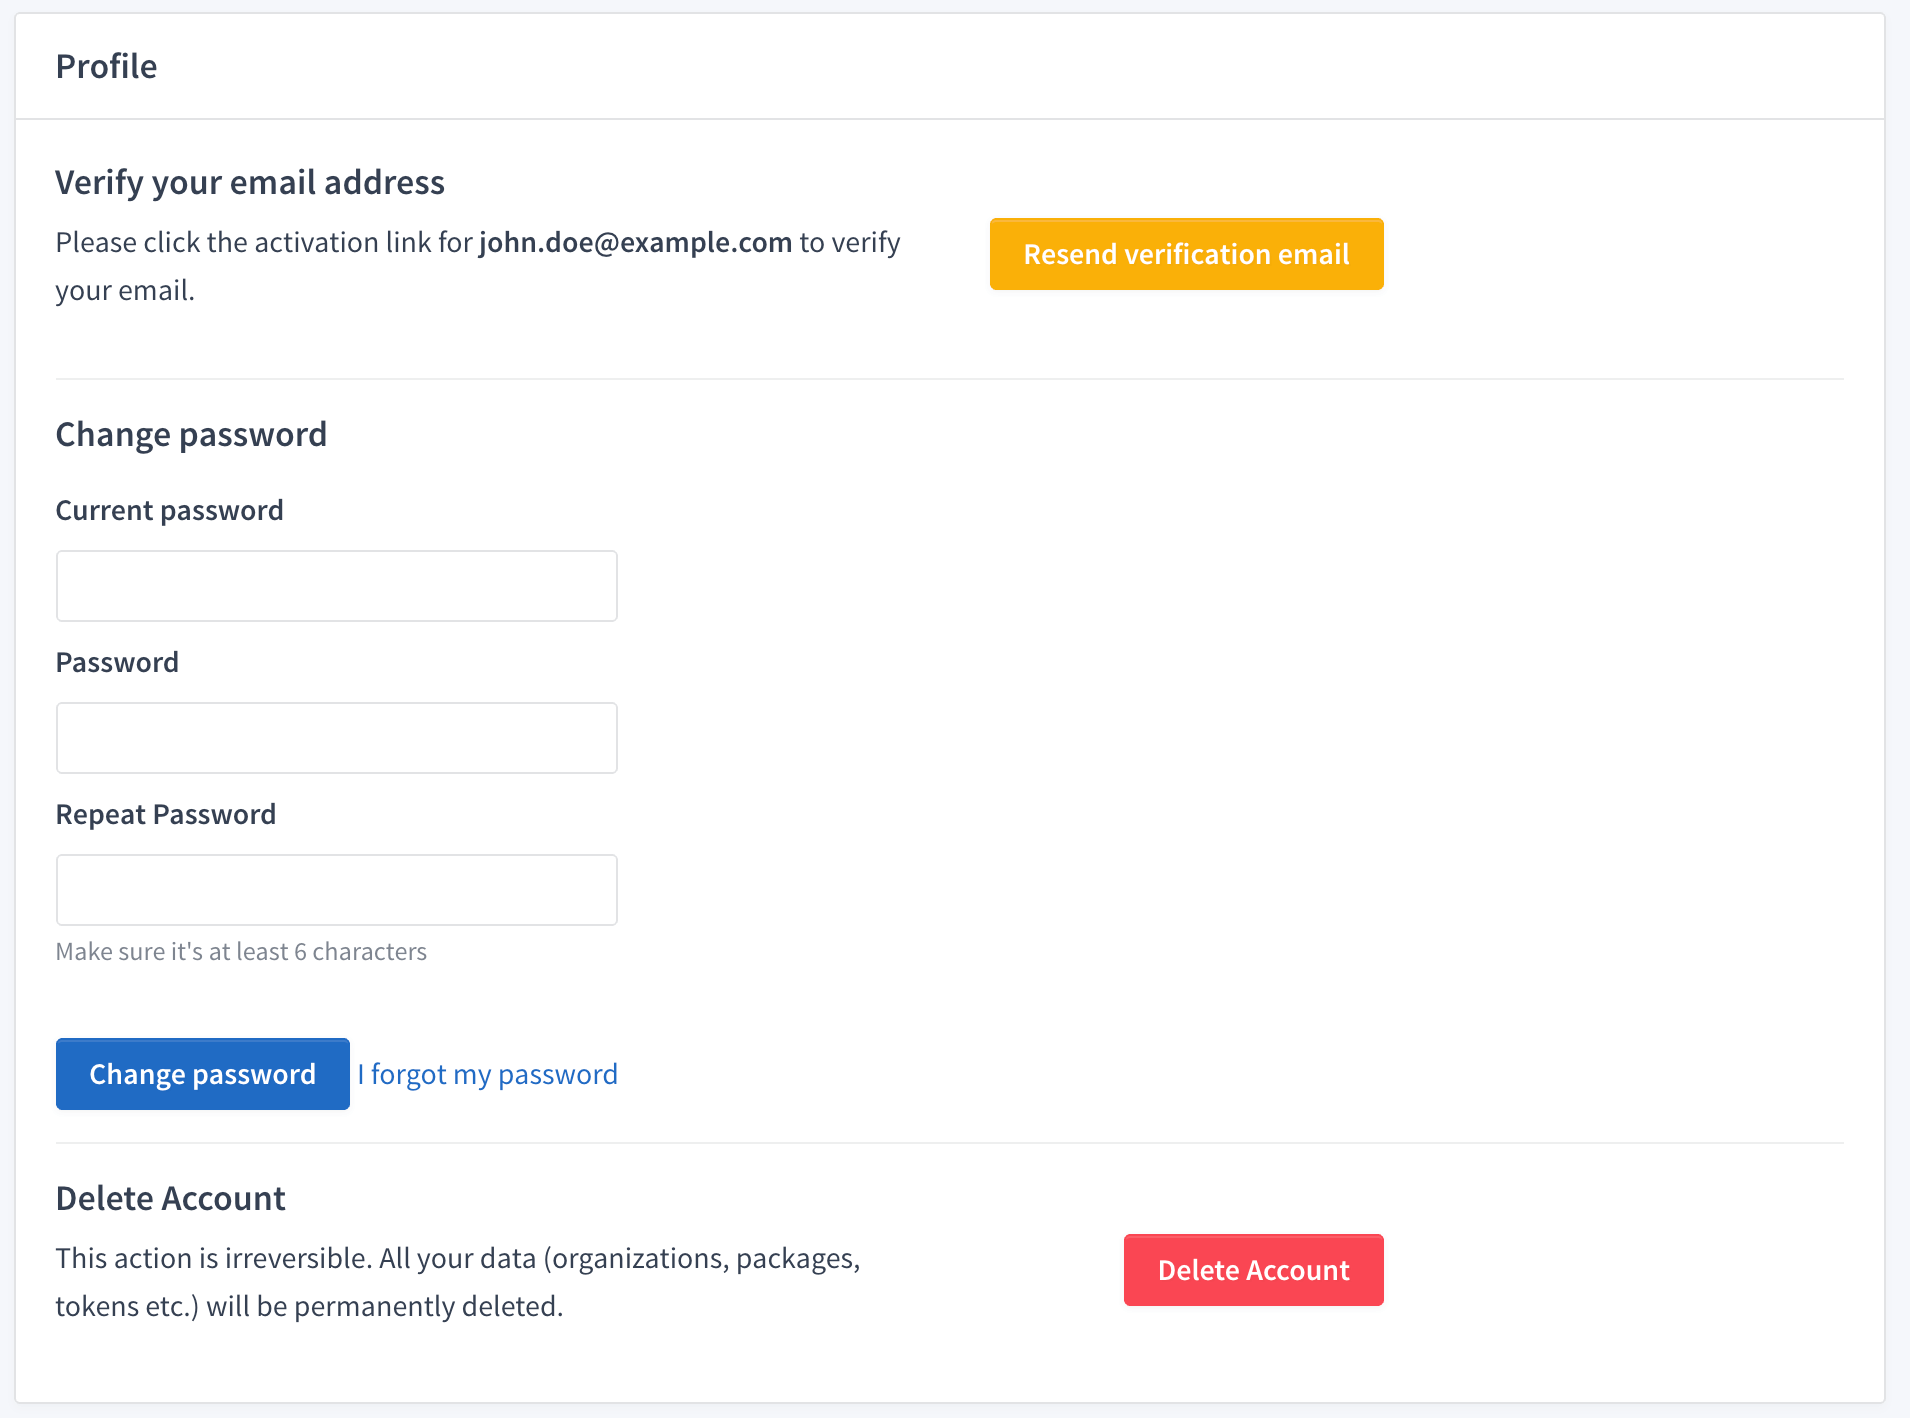 Profile
Verify your email address
Please click the activation link for john.doe@example.com to verify
your email.
Resend verification email
Change password
Current password
Password
Repeat Password
Make sure it's at least 6 characters
Change password I forgot my password
Delete Account
This action is irreversible. All your data (organizations, packages,
tokens etc.) will be permanently deleted.
Delete Account